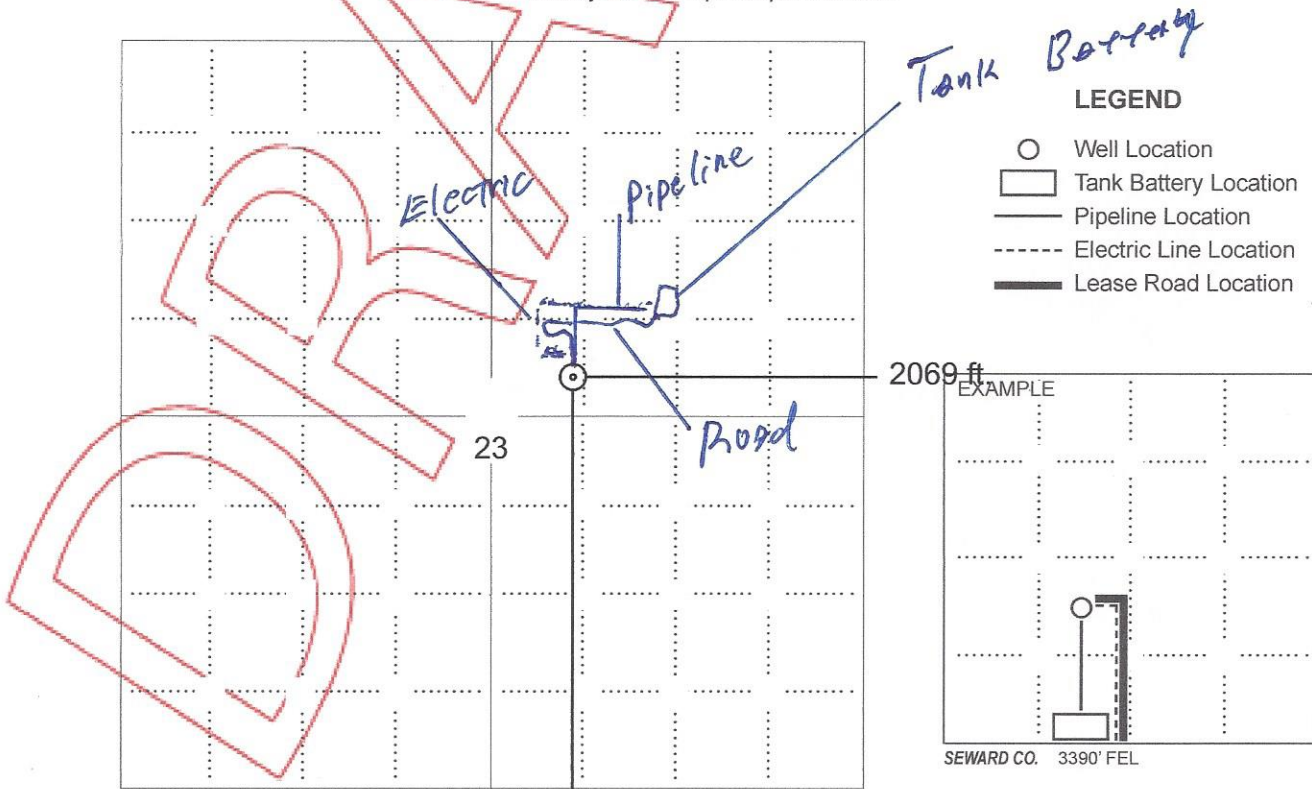 Tank Battery
LEGEND
Well Location
Tank Battery Location
Pipeline Location
Electric Line Location
Lease Road Location
Electric
Pipeline
2069 ft.
EXAMPLE
23
Road
SEWARD CO. 3390' FEL